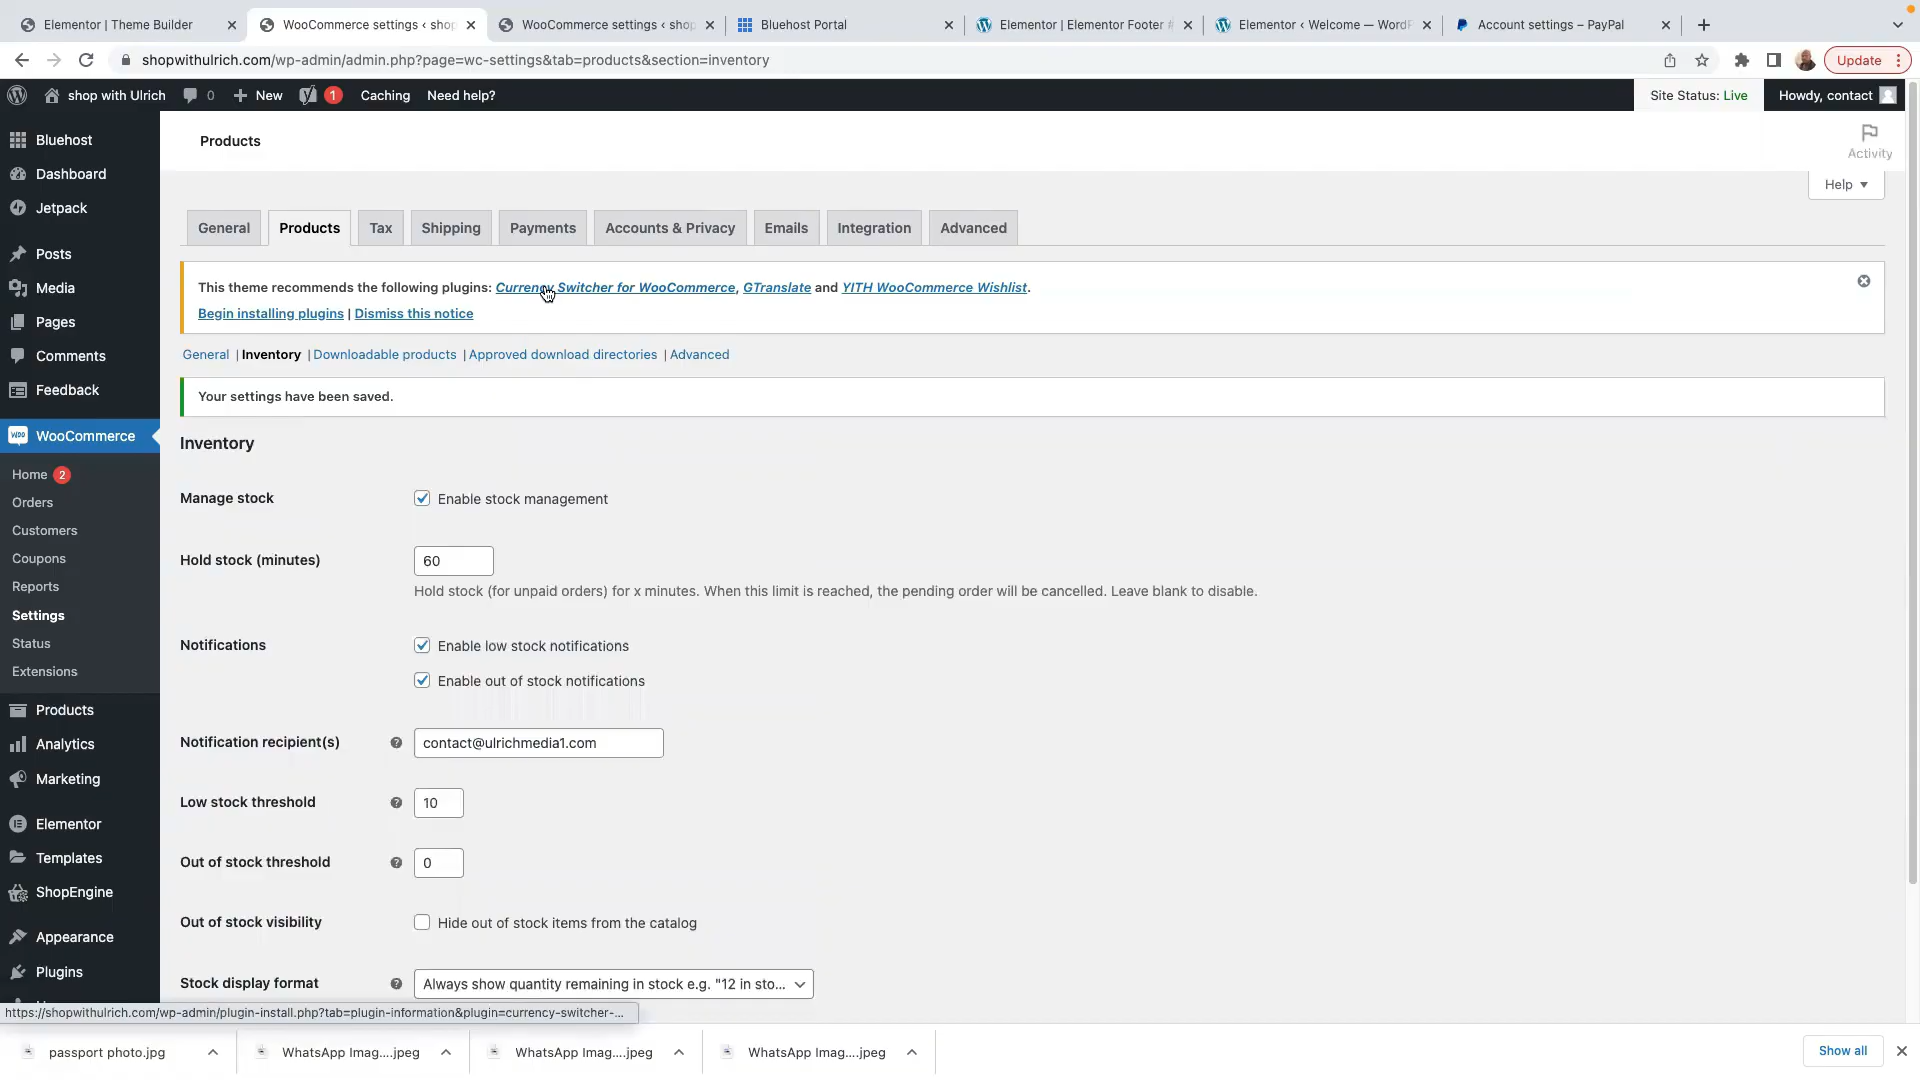 Elementor | Theme Builder
WooCommerce settings ‹ shop
WooCommerce settings ‹ shop
Bluehost Portal
Elementor | Elementor Footer #
Elementor ‹ Welcome — WordP
Account settings – PayPal
shopwithulrich.com/wp-admin/admin.php?page=wc-settings&tab=products&section=inventory
Update
shop with Ulrich
0
New
1
Caching
Need help?
Site Status: Live
Howdy, contact
Bluehost
Dashboard
Jetpack
Posts
Media
Pages
Comments
Feedback
WooCommerce
Home 2
Orders
Customers
Coupons
Reports
Settings
Status
Extensions
Products
Analytics
Marketing
Elementor
Templates
ShopEngine
Appearance
Plugins
Products
Activity
Help
General
Products
Tax
Shipping
Payments
Accounts & Privacy
Emails
Integration
Advanced
This theme recommends the following plugins: Currency Switcher for WooCommerce, GTranslate and YITH WooCommerce Wishlist.
Begin installing plugins | Dismiss this notice
General | Inventory | Downloadable products | Approved download directories | Advanced
Your settings have been saved.
Inventory
Manage stock
Enable stock management
Hold stock (minutes)
60
Hold stock (for unpaid orders) for x minutes. When this limit is reached, the pending order will be cancelled. Leave blank to disable.
Notifications
Enable low stock notifications
Enable out of stock notifications
Notification recipient(s)
contact@ulrichmedia1.com
Low stock threshold
10
Out of stock threshold
0
Out of stock visibility
Hide out of stock items from the catalog
Stock display format
Always show quantity remaining in stock e.g. "12 in sto...
https://shopwithulrich.com/wp-admin/plugin-install.php?tab=plugin-information&plugin=currency-switcher-...
passport photo.jpg
WhatsApp Imag....jpeg
WhatsApp Imag....jpeg
WhatsApp Imag....jpeg
Show all